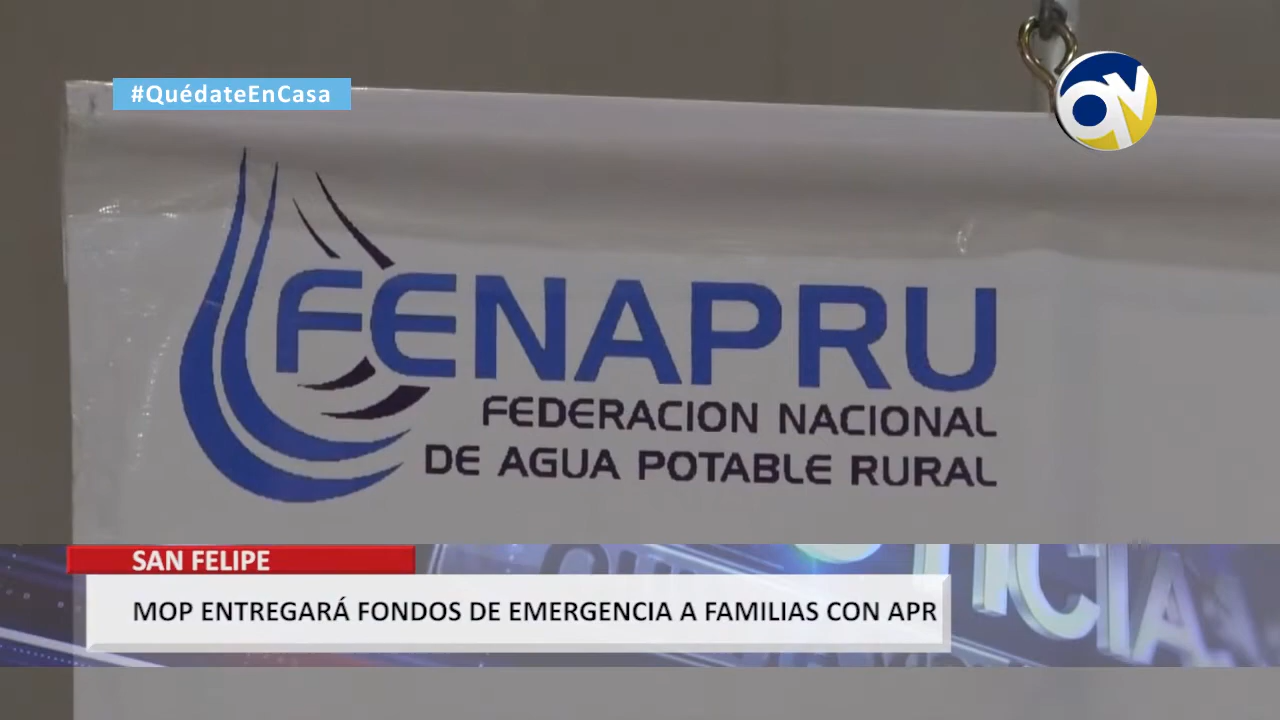 #QuédateEnCasa
FENAPRU
FEDERACION NACIONAL
DE AGUA POTABLE RURAL
SAN FELIPE
MOP ENTREGARÁ FONDOS DE EMERGENCIA A FAMILIAS CON APR